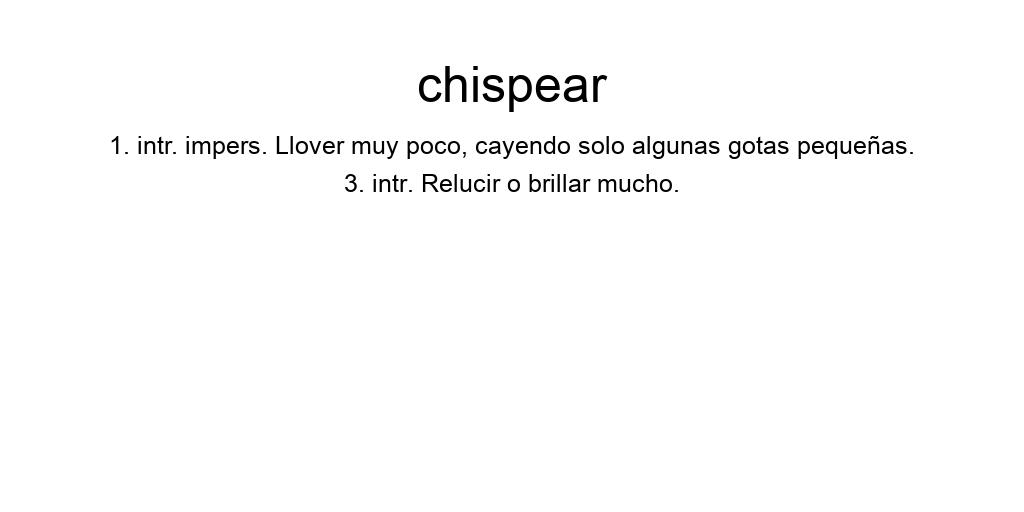 chispear
1. intr. impers. Llover muy poco, cayendo solo algunas gotas pequeñas.
3. intr. Relucir o brillar mucho.